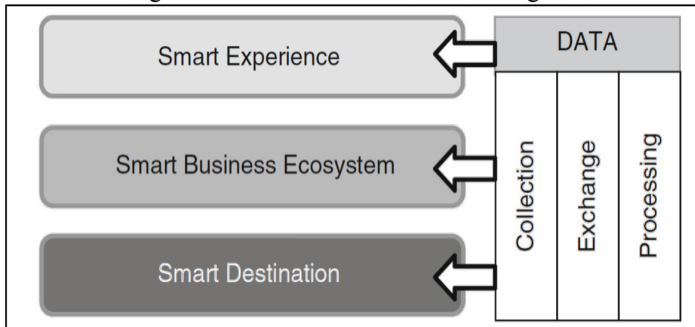 Smart Experience
DATA
Smart Business Ecosystem
Smart Destination
Collection
Exchange
Processing